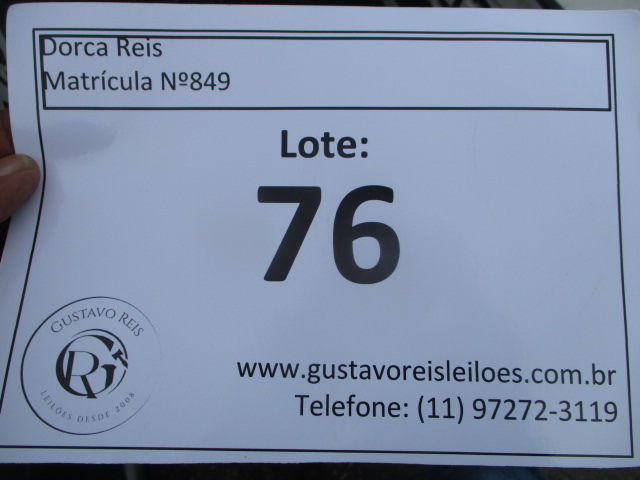 Dorca Reis
Matrícula Nº849
Lote:
76
GUSTAVO REIS
GR
LEILÕES DESDE 2008
www.gustavoreisleiloes.com.br
Telefone: (11) 97272-3119